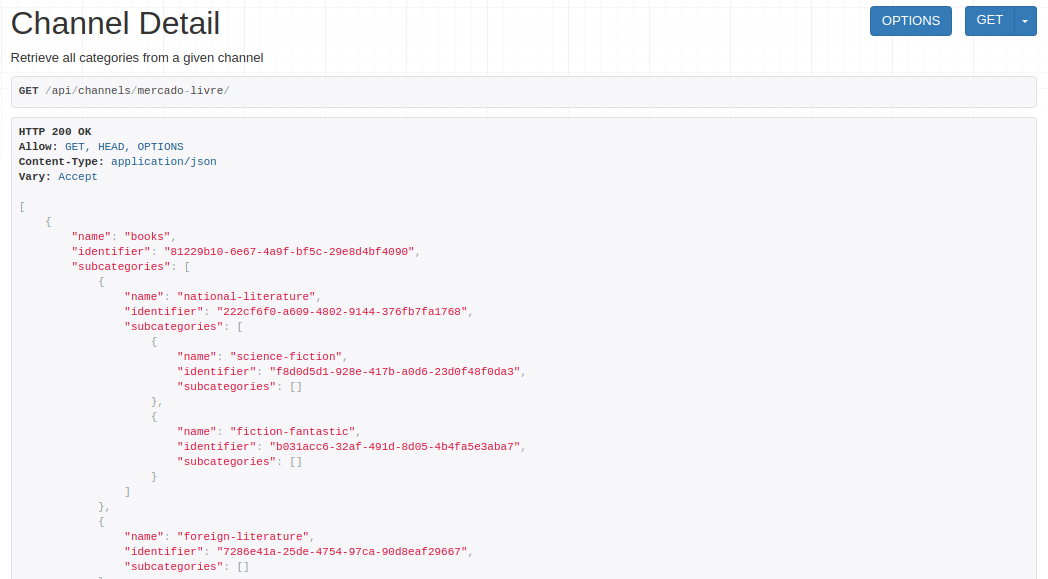 Channel Detail
OPTIONS
GET
Retrieve all categories from a given channel
GET /api/channels/mercado-livre/
HTTP 200 OK
Allow: GET, HEAD, OPTIONS
Content-Type: application/json
Vary: Accept
[
    {
        "name": "books",
        "identifier": "81229b10-6e67-4a9f-bf5c-29e8d4bf4090",
        "subcategories": [
            {
                "name": "national-literature",
                "identifier": "222cf6f0-a609-4802-9144-376fb7fa1768",
                "subcategories": [
                    {
                        "name": "science-fiction",
                        "identifier": "f8d0d5d1-928e-417b-a0d6-23d0f48f0da3",
                        "subcategories": []
                    },
                    {
                        "name": "fiction-fantastic",
                        "identifier": "b031acc6-32af-491d-8d05-4b4fa5e3aba7",
                        "subcategories": []
                    }
                ]
            },
            {
                "name": "foreign-literature",
                "identifier": "7286e41a-25de-4754-97ca-90d8eaf29667",
                "subcategories": []